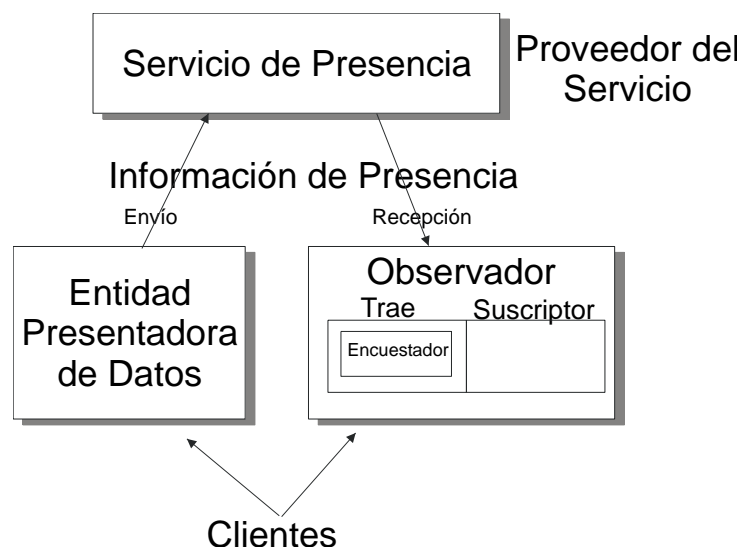 Servicio de Presencia
Proveedor del
Servicio
Información de Presencia
Envío
Recepción
Entidad
Presentadora
de Datos
Observador
Trae
Suscriptor
Encuestador
Clientes